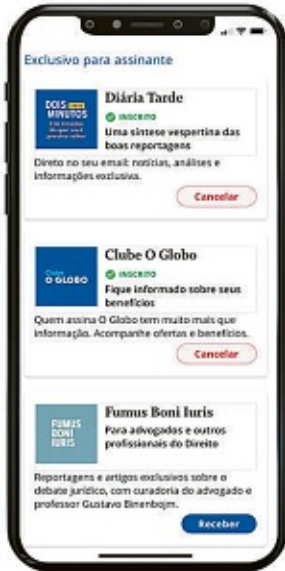 Exclusivo para assinante
DOIS
MINUTOS
Diária Tarde
INSCRITO
Uma síntese vespertina das
boas reportagens
Direto no seu email: notícias, análises e
informações exclusiva.
Cancelar
Clube
O GLOBO
Clube O Globo
INSCRITO
Fique informado sobre seus
benefícios
Quem assina O Globo tem muito mais que
informação. Acompanhe ofertas e benefícios.
Cancelar
FUMUS
BONI
IURIS
Fumus Boni Iuris
Para advogados e outros
profissionais do Direito
Reportagens e artigos exclusivos sobre o
debate jurídico, com curadoria do advogado e
professor Gustavo Binenbojm.
Receber